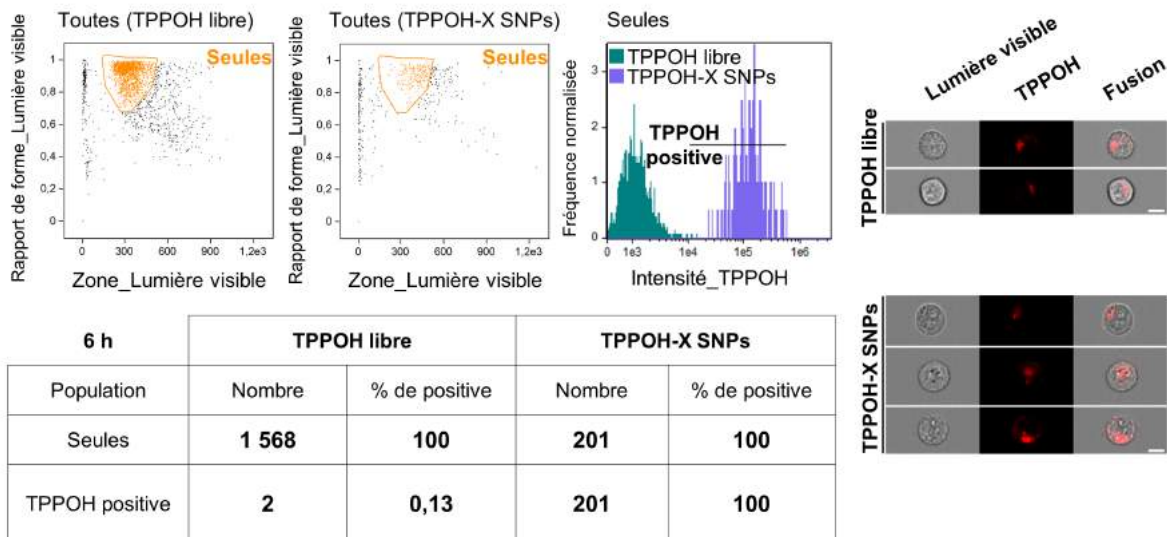 Toutes (TPPOH libre)
Seules
Rapport de forme_Lumière visible
1
0,8
0,6
0,4
0,2
0
0
300
600
900
1,2e3
Zone_Lumière visible
Toutes (TPPOH-X SNPs)
Seules
Rapport de forme_Lumière visible
1
0,8
0,6
0,4
0,2
0
0
300
600
900
1,2e3
Zone_Lumière visible
Seules
TPPOH libre
TPPOH-X SNPs
TPPOH
positive
Fréquence normalisée
3
2
1
0
0
1e3
1e4
1e5
1e6
Intensité_TPPOH
Lumière visible
TPPOH
Fusion
TPPOH libre
TPPOH-X SNPs
6 h TPPOH libre TPPOH-X SNPs
Population Nombre % de positive Nombre % de positive
Seules 1 568 100 201 100
TPPOH positive 2 0,13 201 100